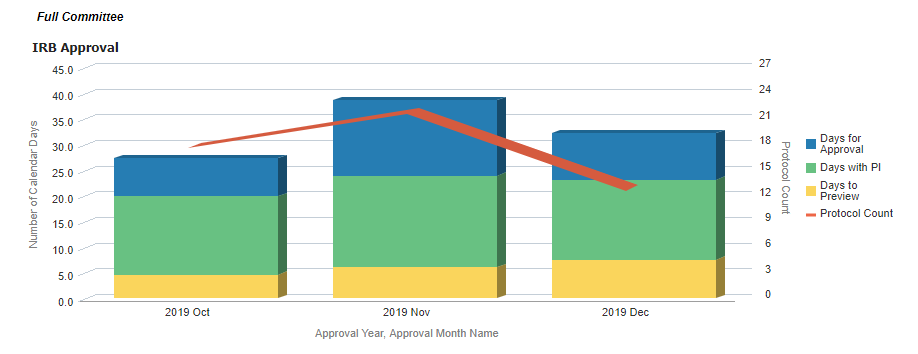 Full Committee
IRB Approval
45.0
40.0
35.0
30.0
25.0
20.0
15.0
10.0
5.0
0.0
Number of Calendar Days
27
24
21
18
15
12
9
6
3
0
Protocol Count
Days for
Approval
Days with PI
Days to
Preview
Protocol Count
2019 Oct
2019 Nov
2019 Dec
Approval Year, Approval Month Name